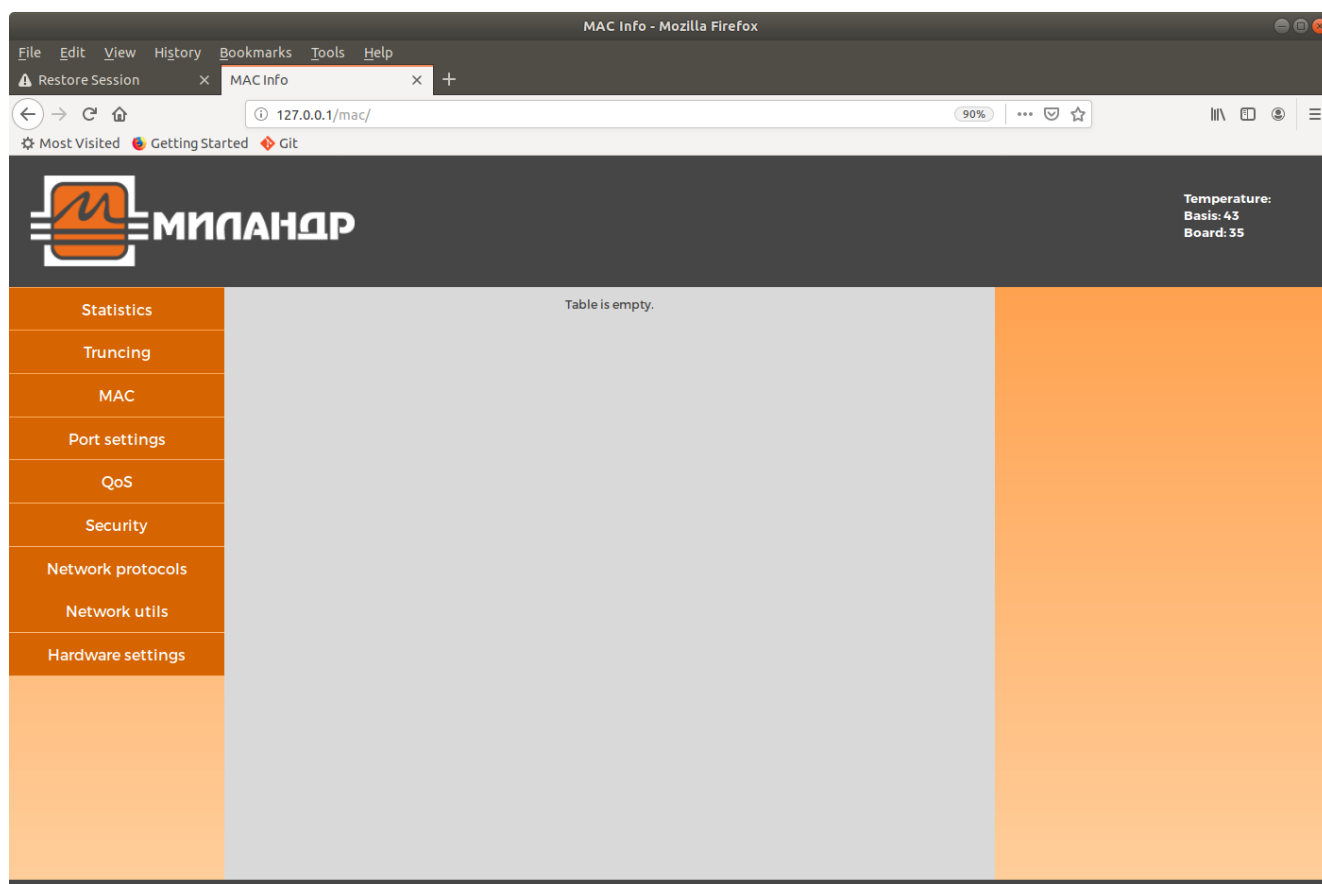 MAC Info - Mozilla Firefox
File Edit View History Bookmarks Tools Help
Restore Session MAC Info
127.0.0.1/mac/ 90%
Most Visited Getting Started Git
МИЛАНДР
Temperature:
Basis: 43
Board: 35
Statistics
Truncing
MAC
Port settings
QoS
Security
Network protocols
Network utils
Hardware settings
Table is empty.